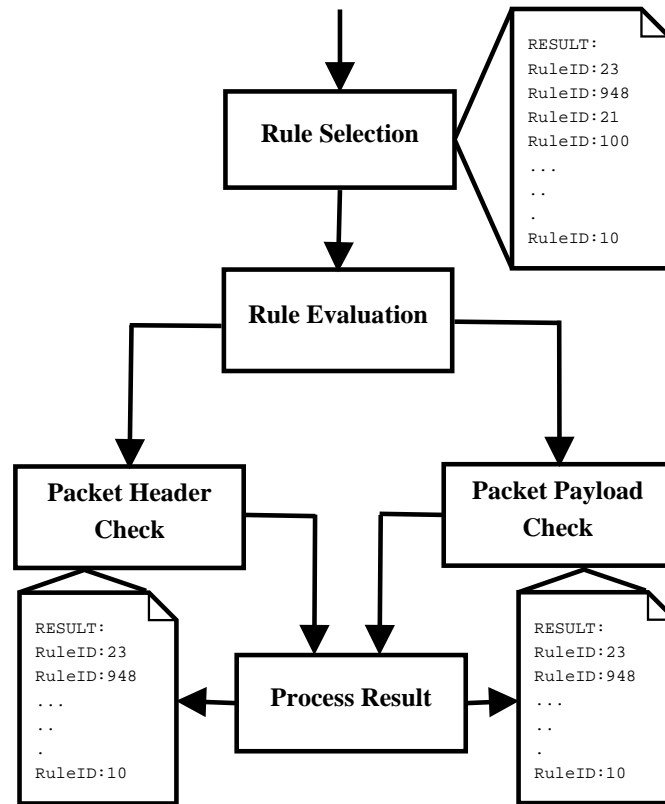 Rule Selection
RESULT:
RuleID:23
RuleID:948
RuleID:21
RuleID:100
...
..
.
RuleID:10
Rule Evaluation
Packet Header
Check
Packet Payload
Check
RESULT:
RuleID:23
RuleID:948
...
..
.
RuleID:10
Process Result
RESULT:
RuleID:23
RuleID:948
...
..
.
RuleID:10